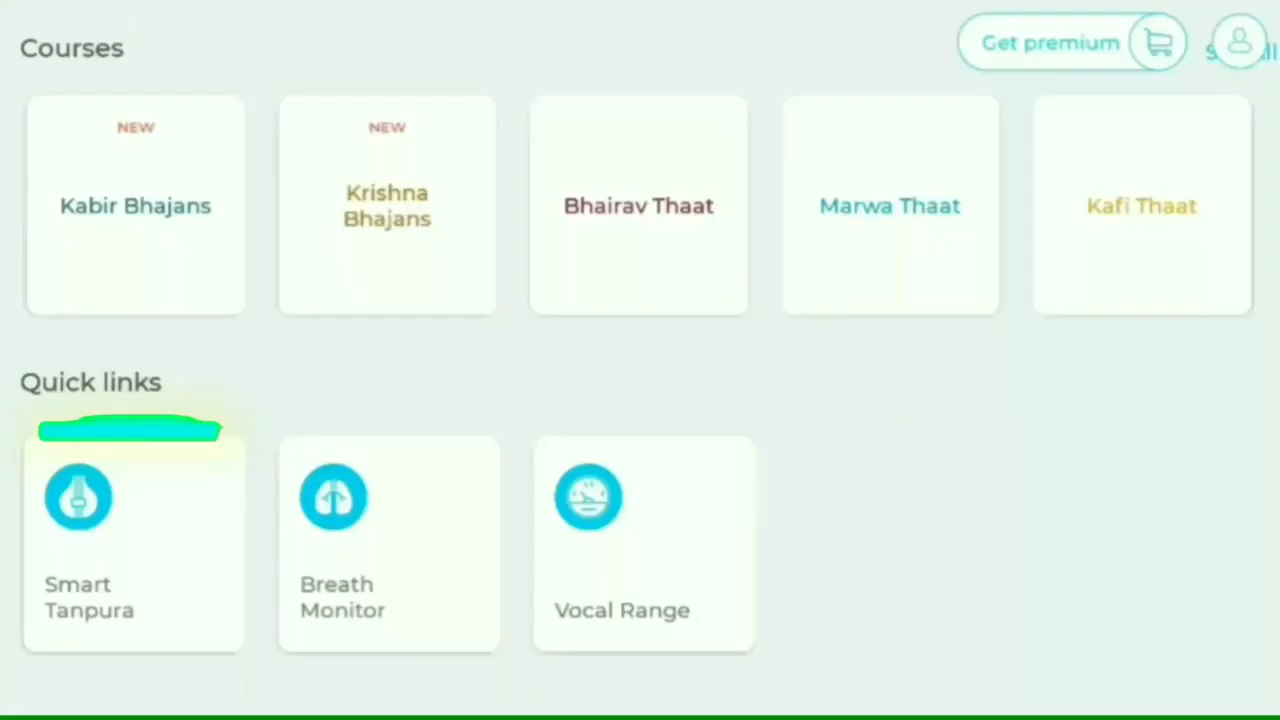 Courses
Get premium
NEW
NEW
Kabir Bhajans
Krishna
Bhajans
Bhairav Thaat
Marwa Thaat
Kafi Thaat
Quick links
Smart
Tanpura
Breath
Monitor
Vocal Range